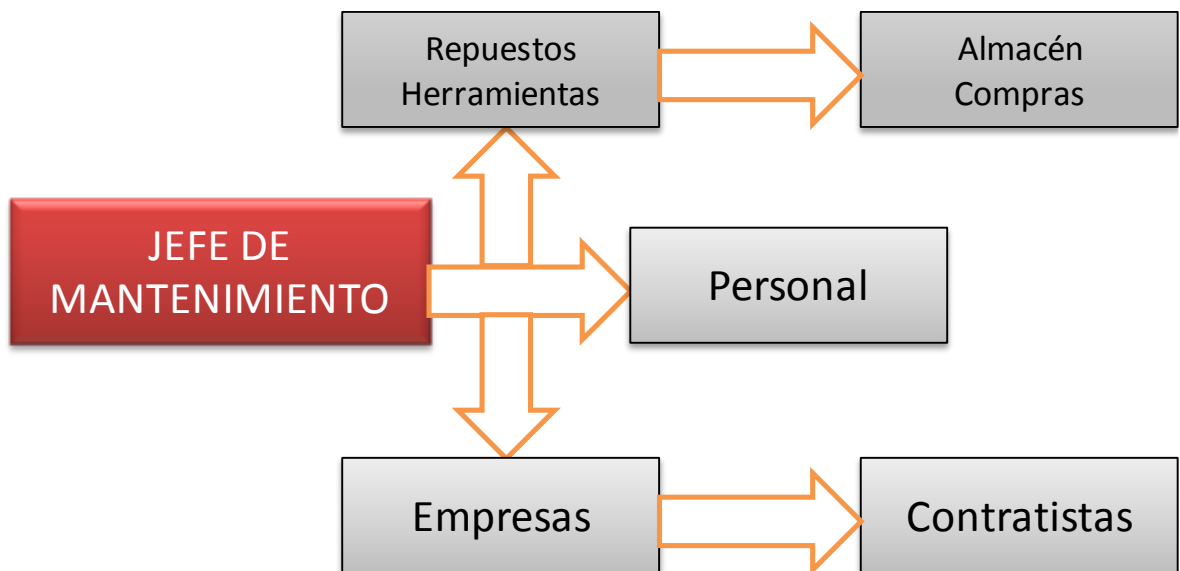 Repuestos
Herramientas
Almacén
Compras
JEFE DE
MANTENIMIENTO
Personal
Empresas
Contratistas